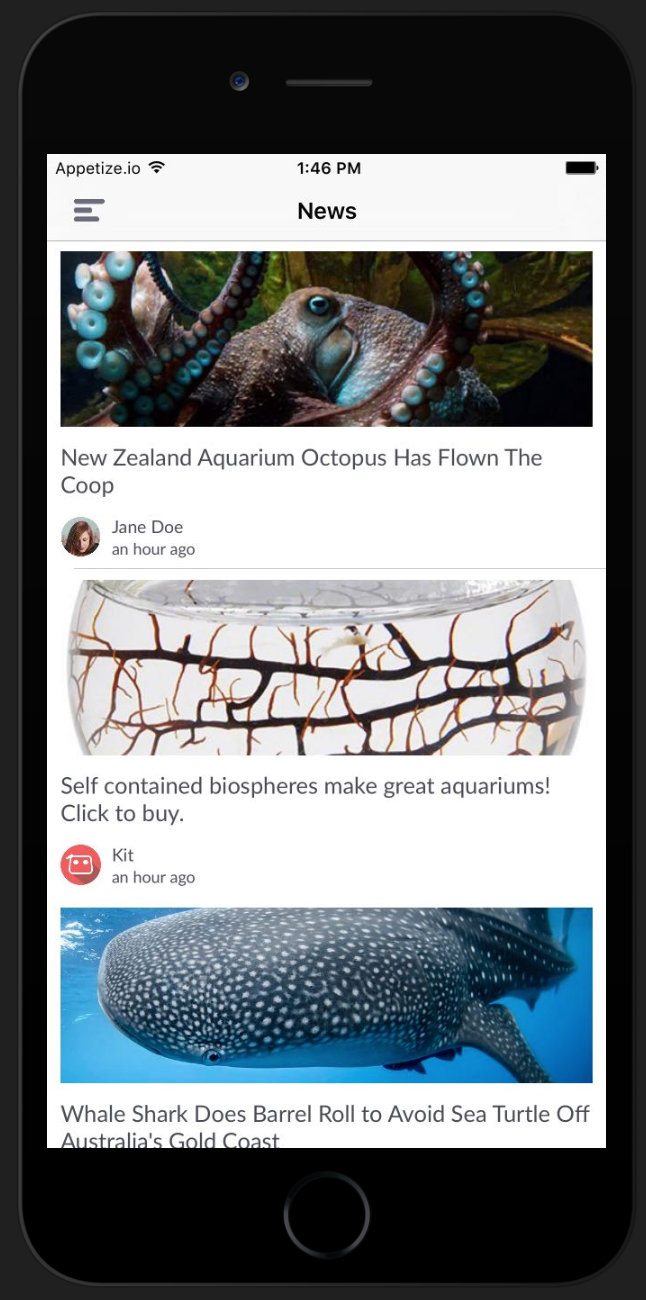 Appetize.io
1:46 PM
News
New Zealand Aquarium Octopus Has Flown The
Coop
Jane Doe
an hour ago
Self contained biospheres make great aquariums!
Click to buy.
Kit
an hour ago
Whale Shark Does Barrel Roll to Avoid Sea Turtle Off
Australia's Gold Coast